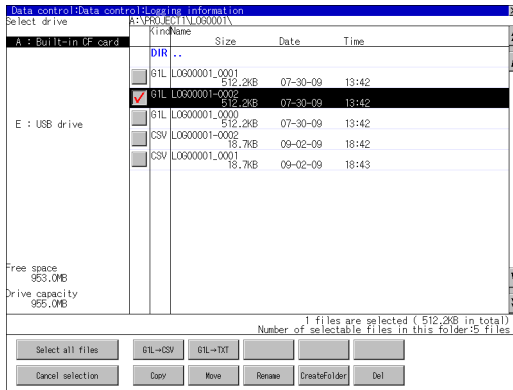 Data control:Data control:Logging information
Select drive
A:\PROJECT1\LOG0001\
A : Built-in CF card
E : USB drive
Kind Name
Size Date Time
DIR ..
G1L LOG00001_0001
512.2KB 07-30-09 13:42
G1L LOG00001-0002
512.2KB 07-30-09 13:42
G1L LOG00001_0000
512.2KB 07-30-09 13:42
CSV LOG00001-0002
18.7KB 09-02-09 18:42
CSV LOG00001_0001
18.7KB 09-02-09 18:43
Free space
953.0MB
Drive capacity
955.0MB
1 files are selected ( 512.2KB in total)
Number of selectable files in this folder:5 files
Select all files
G1L→CSV
G1L→TXT
Cancel selection
Copy
Move
Rename
CreateFolder
Del